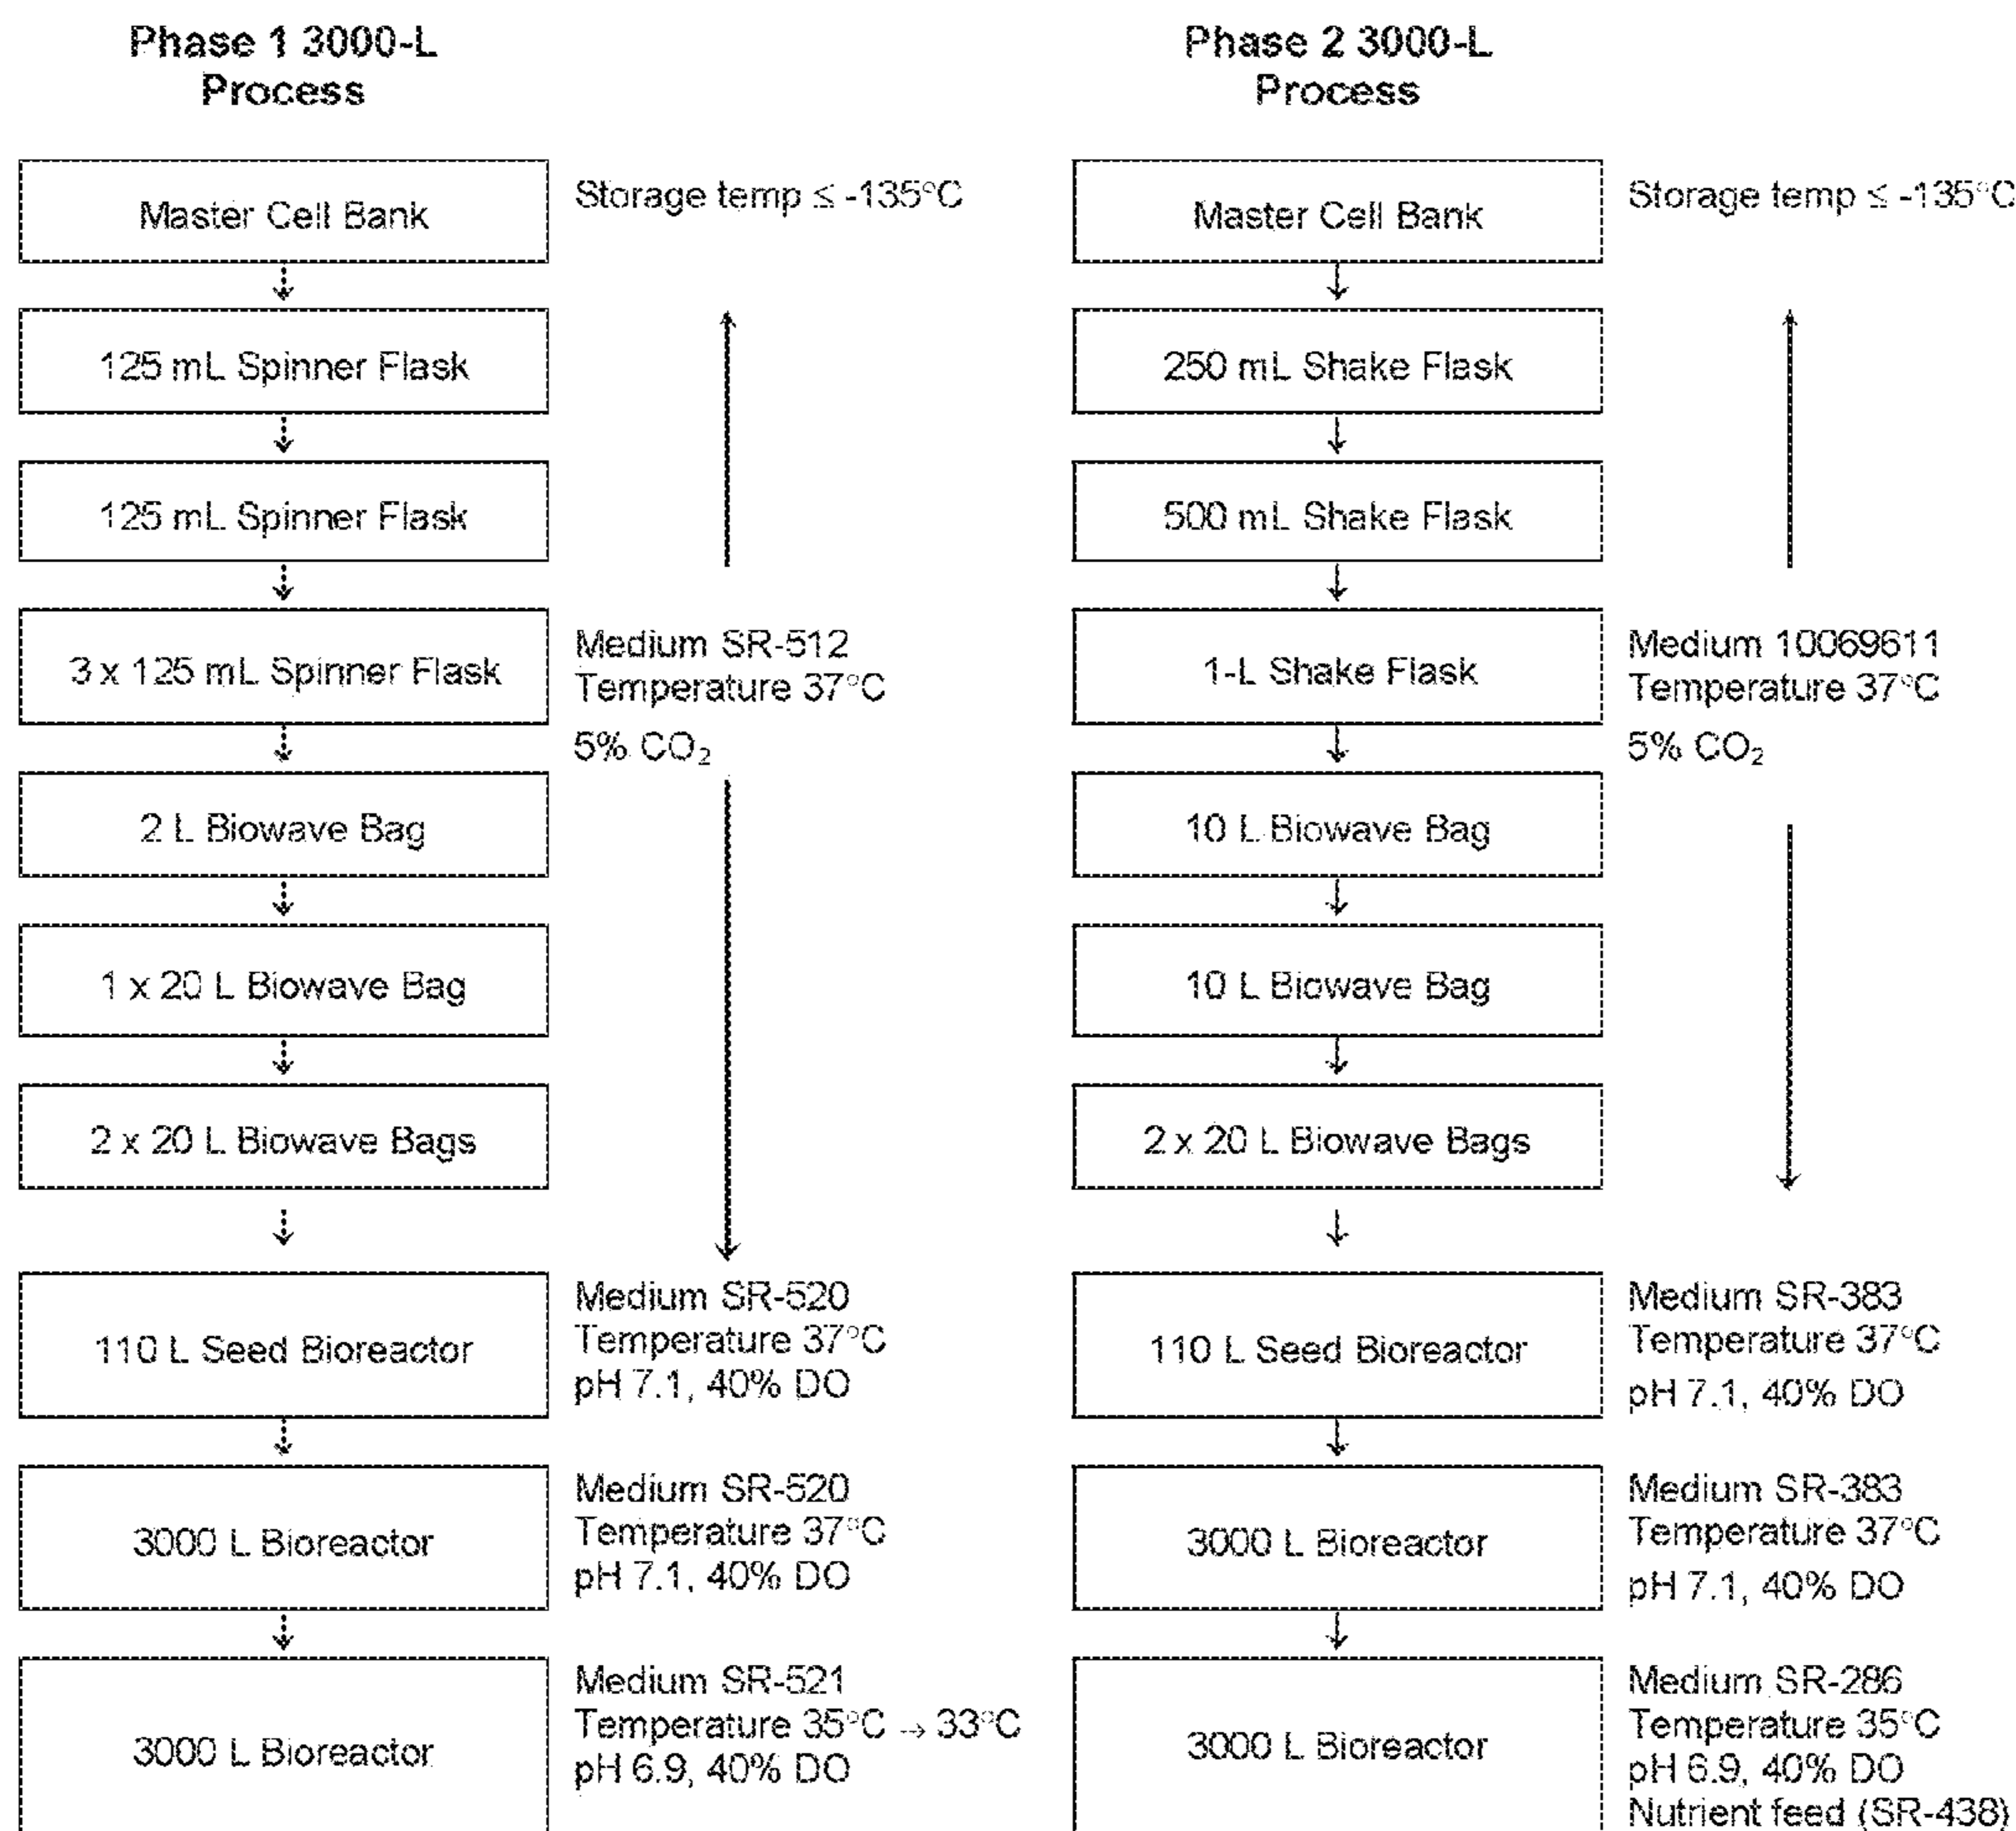 Phase 1 3000-L
Process
Master Cell Bank
Storage temp ≤ -135°C
125 mL Spinner Flask
125 mL Spinner Flask
3 x 125 mL Spinner Flask
Medium SR-512
Temperature 37°C
5% CO₂
2 L Biowave Bag
1 x 20 L Biowave Bag
2 x 20 L Biowave Bags
110 L Seed Bioreactor
Medium SR-520
Temperature 37°C
pH 7.1, 40% DO
3000 L Bioreactor
Medium SR-520
Temperature 37°C
pH 7.1, 40% DO
3000 L Bioreactor
Medium SR-521
Temperature 35°C → 33°C
pH 6.9, 40% DO
Phase 2 3000-L
Process
Master Cell Bank
Storage temp ≤ -135°C
250 mL Shake Flask
500 mL Shake Flask
1-L Shake Flask
Medium 10069611
Temperature 37°C
5% CO₂
10 L Biowave Bag
10 L Biowave Bag
2 x 20 L Biowave Bags
110 L Seed Bioreactor
Medium SR-383
Temperature 37°C
pH 7.1, 40% DO
3000 L Bioreactor
Medium SR-383
Temperature 37°C
pH 7.1, 40% DO
3000 L Bioreactor
Medium SR-286
Temperature 35°C
pH 6.9, 40% DO
Nutrient feed (SR-438)